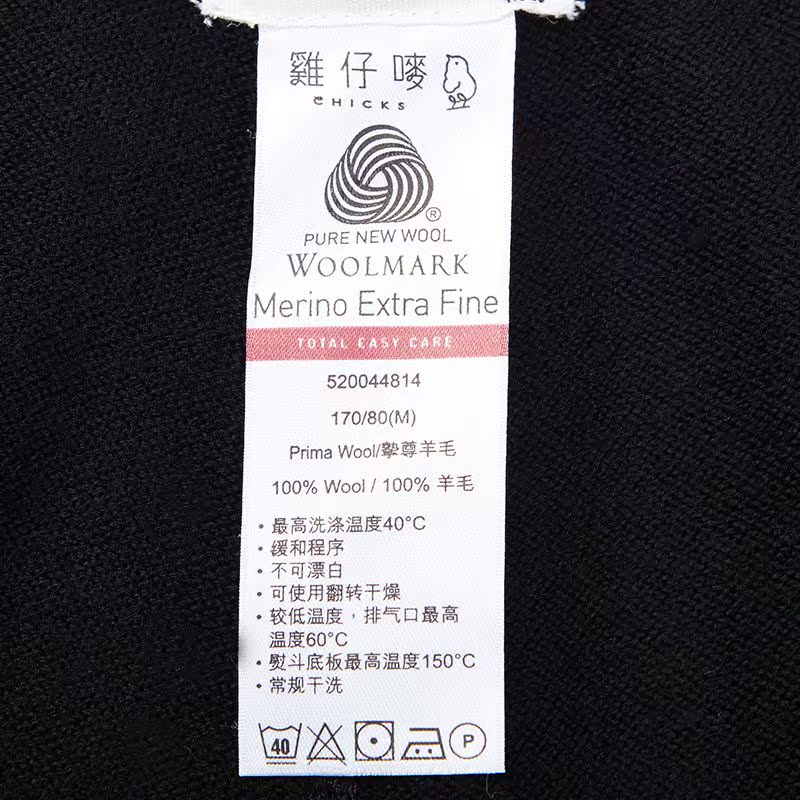 雞仔嘜
CHICKS
®
PURE NEW WOOL
WOOLMARK
Merino Extra Fine
TOTAL EASY CARE
520044814
170/80(M)
Prima Wool/摯尊羊毛
100% Wool / 100% 羊毛
·最高洗涤温度40°C
·缓和程序
·不可漂白
·可使用翻转干燥
·较低温度，排气口最高
温度60°C
·熨斗底板最高温度150°C
·常规干洗
40 P